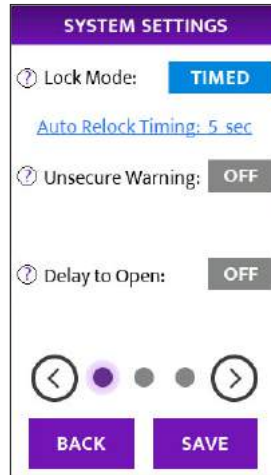 SYSTEM SETTINGS
? Lock Mode: TIMED
Auto Relock Timing: 5 sec
? Unsecure Warning: OFF
? Delay to Open: OFF
BACK SAVE